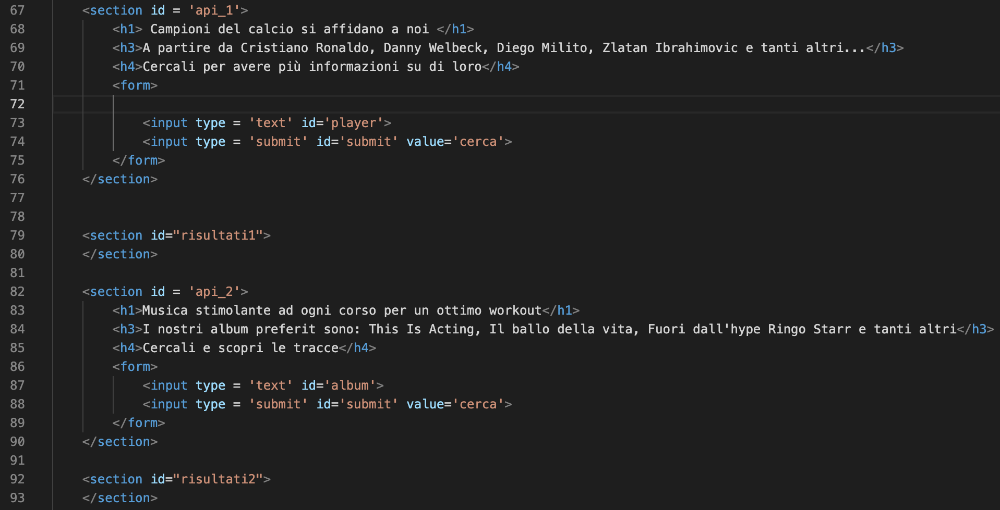 67 <section id = 'api_1'>
68 <h1> Campioni del calcio si affidano a noi </h1>
69 <h3>A partire da Cristiano Ronaldo, Danny Welbeck, Diego Milito, Zlatan Ibrahimovic e tanti altri...</h3>
70 <h4>Cercali per avere più informazioni su di loro</h4>
71 <form>
72
73 <input type = 'text' id='player'>
74 <input type = 'submit' id='submit' value='cerca'>
75 </form>
76 </section>
77
78
79 <section id="risultati1">
80 </section>
81
82 <section id = 'api_2'>
83 <h1>Musica stimolante ad ogni corso per un ottimo workout</h1>
84 <h3>I nostri album preferit sono: This Is Acting, Il ballo della vita, Fuori dall'hype Ringo Starr e tanti altri</h3>
85 <h4>Cercali e scopri le tracce</h4>
86 <form>
87 <input type = 'text' id='album'>
88 <input type = 'submit' id='submit' value='cerca'>
89 </form>
90 </section>
91
92 <section id="risultati2">
93 </section>